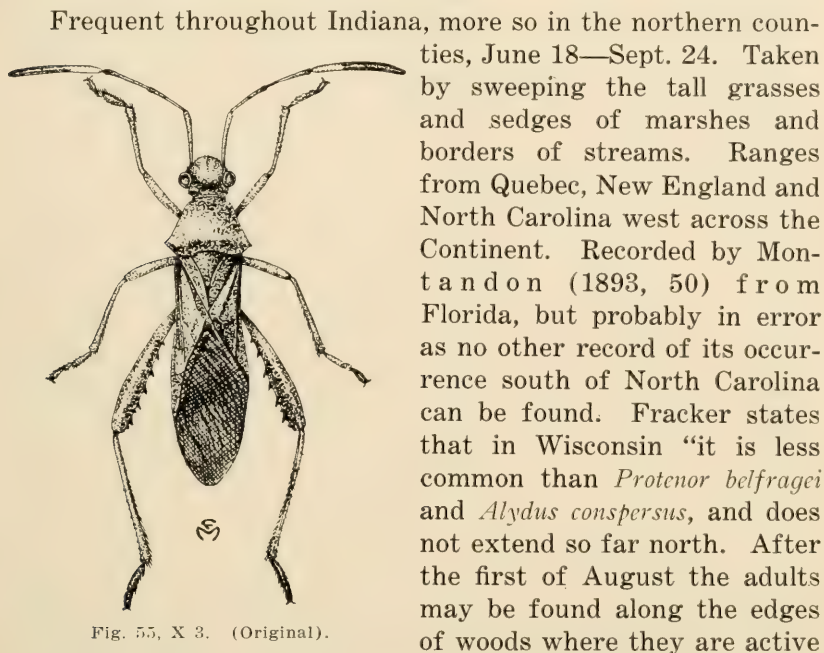 Frequent throughout Indiana, more so in the northern coun-
ties, June 18—Sept. 24. Taken
by sweeping the tall grasses
and sedges of marshes and
borders of streams. Ranges
from Quebec, New England and
North Carolina west across the
Continent. Recorded by Mon-
tandon (1893, 50) from
Florida, but probably in error
as no other record of its occur-
rence south of North Carolina
can be found. Fracker states
that in Wisconsin “it is less
common than Protenor belfragei
and Alydus conspersus, and does
not extend so far north. After
the first of August the adults
may be found along the edges
of woods where they are active
Fig. 55, X 3. (Original).